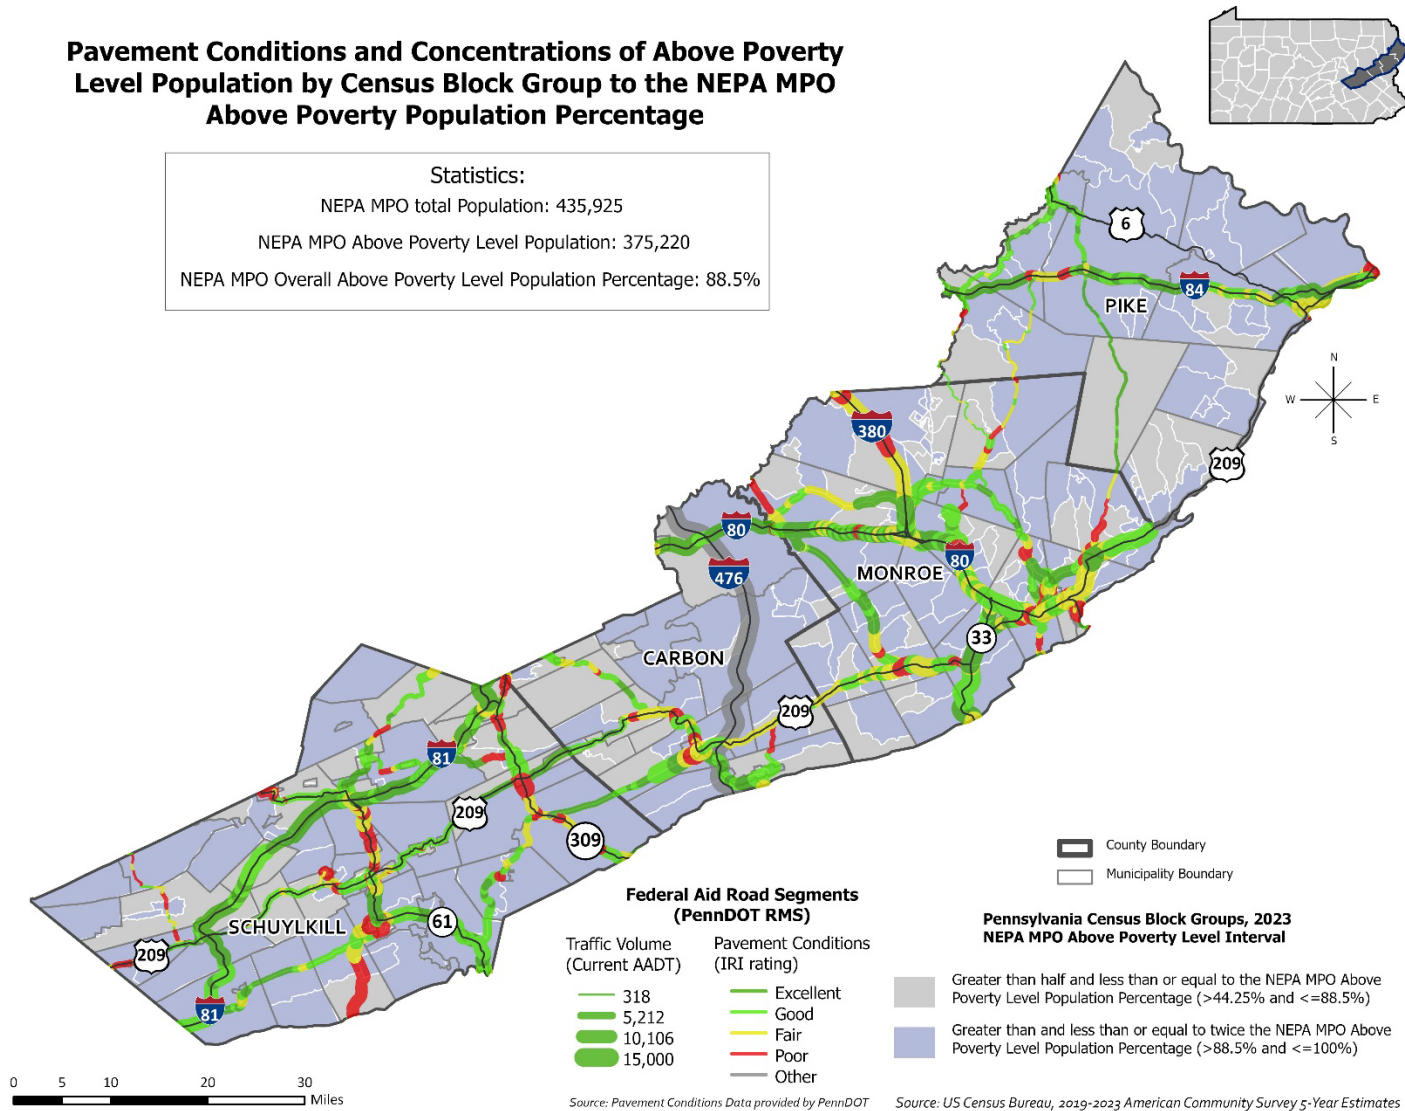 Pavement Conditions and Concentrations of Above Poverty
Level Population by Census Block Group to the NEPA MPO
Above Poverty Population Percentage
Statistics:
NEPA MPO total Population: 435,925
NEPA MPO Above Poverty Level Population: 375,220
NEPA MPO Overall Above Poverty Level Population Percentage: 88.5%
6
84
PIKE
N
W E
S
380
209
80
80
476
MONROE
33
CARBON
209
81
209
309
SCHUYLKILL
61
209
81
County Boundary
Municipality Boundary
Federal Aid Road Segments
(PennDOT RMS)
Traffic Volume
(Current AADT)
318
5,212
10,106
15,000
Pavement Conditions
(IRI rating)
Excellent
Good
Fair
Poor
Other
Pennsylvania Census Block Groups, 2023
NEPA MPO Above Poverty Level Interval
Greater than half and less than or equal to the NEPA MPO Above
Poverty Level Population Percentage (>44.25% and <=88.5%)
Greater than and less than or equal to twice the NEPA MPO Above
Poverty Level Population Percentage (>88.5% and <=100%)
0 5 10 20 30
Miles
Source: Pavement Conditions Data provided by PennDOT
Source: US Census Bureau, 2019-2023 American Community Survey 5-Year Estimates